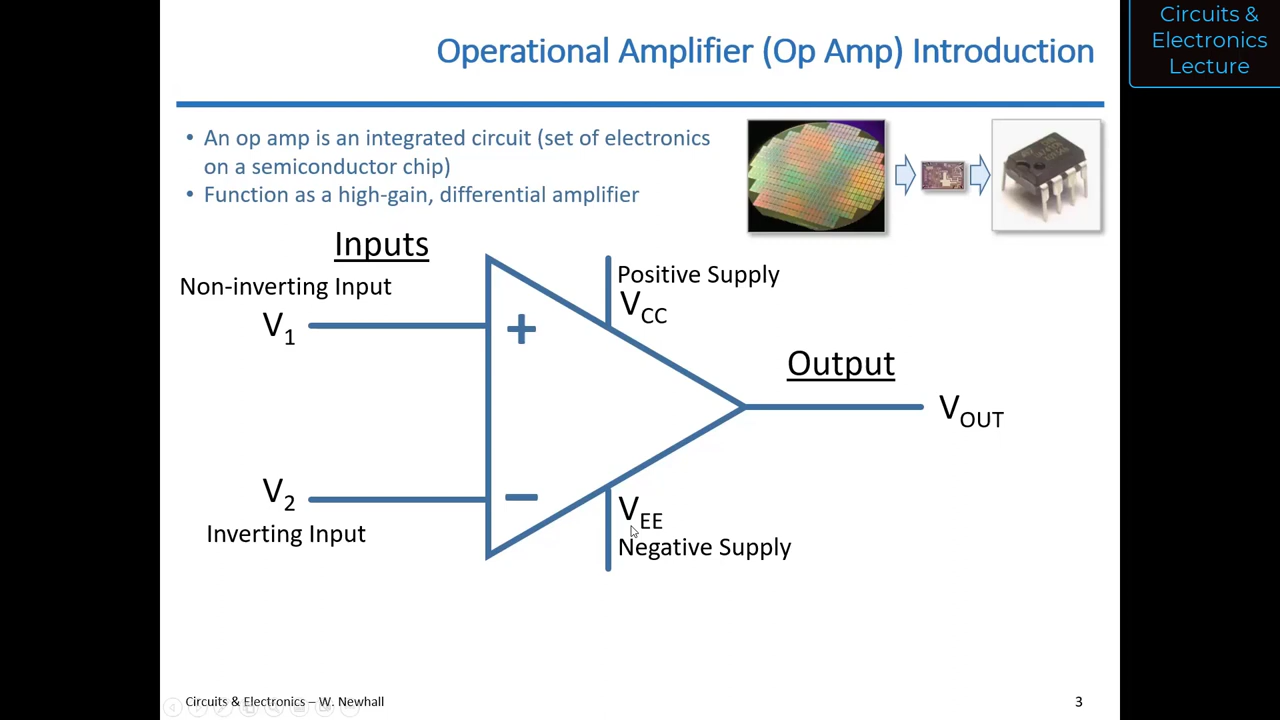 Circuits &
Electronics
Lecture
Operational Amplifier (Op Amp) Introduction
• An op amp is an integrated circuit (set of electronics
on a semiconductor chip)
• Function as a high-gain, differential amplifier
Inputs
Non-inverting Input
V1
+
Positive Supply
VCC
Output
VOUT
V2
−
Inverting Input
VEE
Negative Supply
Circuits & Electronics – W. Newhall
3